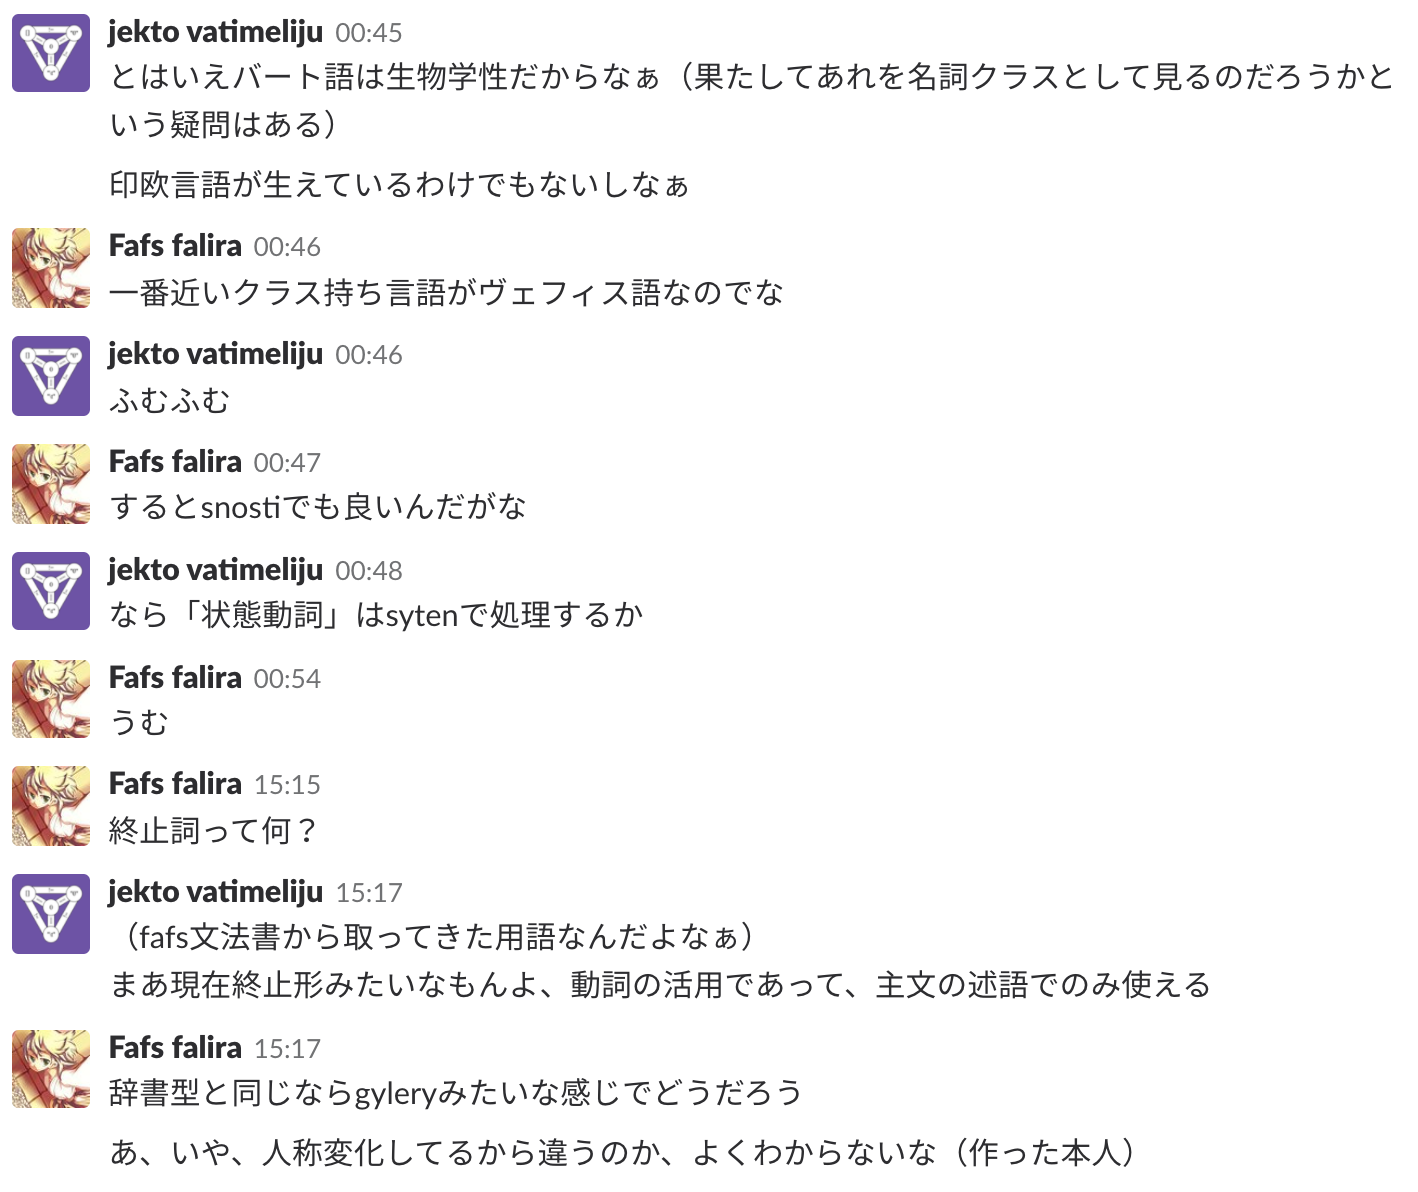 jekto vatimeliju 00:45
とはいえバート語は生物学性だからなぁ（果たしてあれを名詞クラスとして見るのだろうかと
いう疑問はある）
印欧言語が生えているわけでもないしなぁ
Fafs falira 00:46
一番近いクラス持ち言語がヴェフィス語なのでな
jekto vatimeliju 00:46
ふむふむ
Fafs falira 00:47
するとsnostiでも良いんだがな
jekto vatimeliju 00:48
なら「状態動詞」はsytenで処理するか
Fafs falira 00:54
うむ
Fafs falira 15:15
終止詞って何？
jekto vatimeliju 15:17
（fafs文法書から取ってきた用語なんだよなぁ）
まあ現在終止形みたいなもんよ、動詞の活用であって、主文の述語でのみ使える
Fafs falira 15:17
辞書型と同じならgyleryみたいな感じでどうだろう
あ、いや、人称変化してるから違うのか、よくわからないな（作った本人）